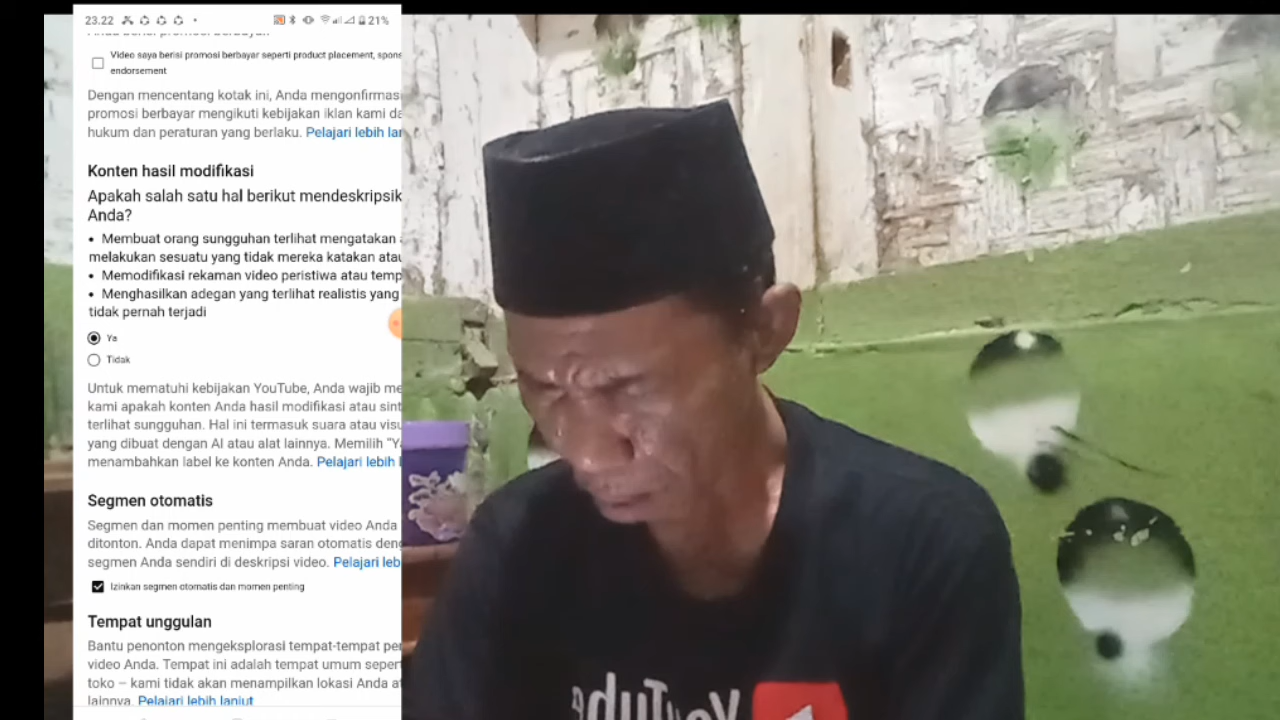 23.22
21%
Video saya berisi promosi berbayar seperti product placement, spons
endorsement
Dengan mencentang kotak ini, Anda mengonfirmas
promosi berbayar mengikuti kebijakan iklan kami da
hukum dan peraturan yang berlaku. Pelajari lebih lan
Konten hasil modifikasi
Apakah salah satu hal berikut mendeskripsik
Anda?
• Membuat orang sungguhan terlihat mengatakan a
melakukan sesuatu yang tidak mereka katakan atau
• Memodifikasi rekaman video peristiwa atau temp
• Menghasilkan adegan yang terlihat realistis yang
tidak pernah terjadi
Ya
Tidak
Untuk mematuhi kebijakan YouTube, Anda wajib me
kami apakah konten Anda hasil modifikasi atau sint
terlihat sungguhan. Hal ini termasuk suara atau visu
yang dibuat dengan AI atau alat lainnya. Memilih “Ya
menambahkan label ke konten Anda. Pelajari lebih l
Segmen otomatis
Segmen dan momen penting membuat video Anda
ditonton. Anda dapat menimpa saran otomatis deng
segmen Anda sendiri di deskripsi video. Pelajari leb
Izinkan segmen otomatis dan momen penting
Tempat unggulan
Bantu penonton mengeksplorasi tempat-tempat pen
video Anda. Tempat ini adalah tempat umum sepert
toko – kami tidak akan menampilkan lokasi Anda at
lainnya. Pelajari lebih lanjut
YouTube